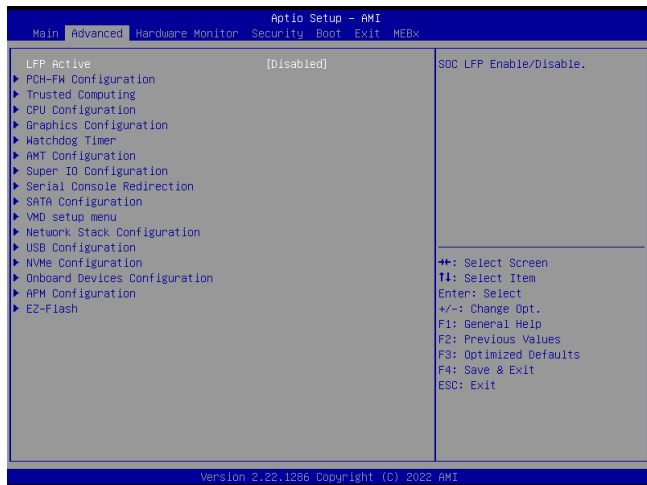 Aptio Setup – AMI
Main Advanced Hardware Monitor Security Boot Exit MEBx
LFP Active [Disabled]
PCH-FW Configuration
Trusted Computing
CPU Configuration
Graphics Configuration
Watchdog Timer
AMT Configuration
Super IO Configuration
Serial Console Redirection
SATA Configuration
VMD setup menu
Network Stack Configuration
USB Configuration
NVMe Configuration
Onboard Devices Configuration
APM Configuration
EZ-Flash
SOC LFP Enable/Disable.
→←: Select Screen
↑↓: Select Item
Enter: Select
+/-: Change Opt.
F1: General Help
F2: Previous Values
F3: Optimized Defaults
F4: Save & Exit
ESC: Exit
Version 2.22.1286 Copyright (C) 2022 AMI